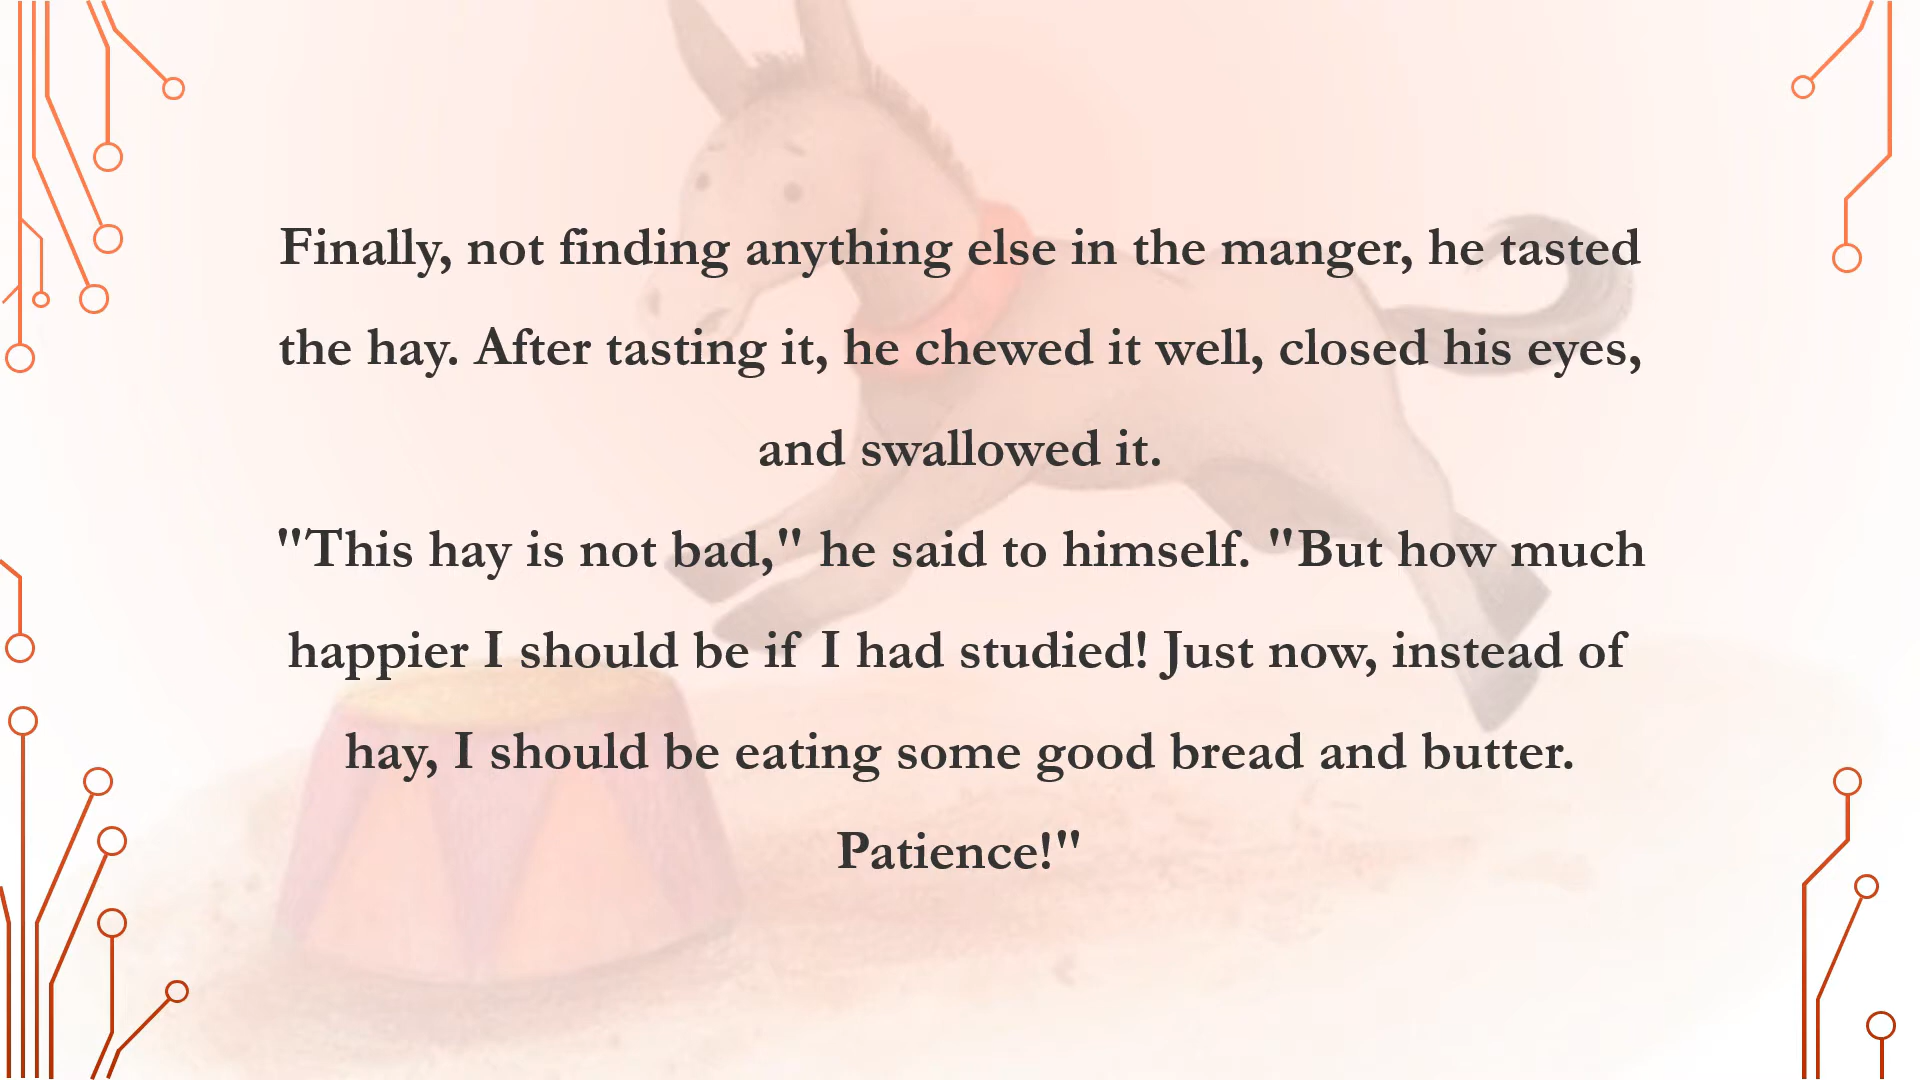 Finally, not finding anything else in the manger, he tasted
the hay. After tasting it, he chewed it well, closed his eyes,
and swallowed it.
"This hay is not bad," he said to himself. "But how much
happier I should be if I had studied! Just now, instead of
hay, I should be eating some good bread and butter.
Patience!"